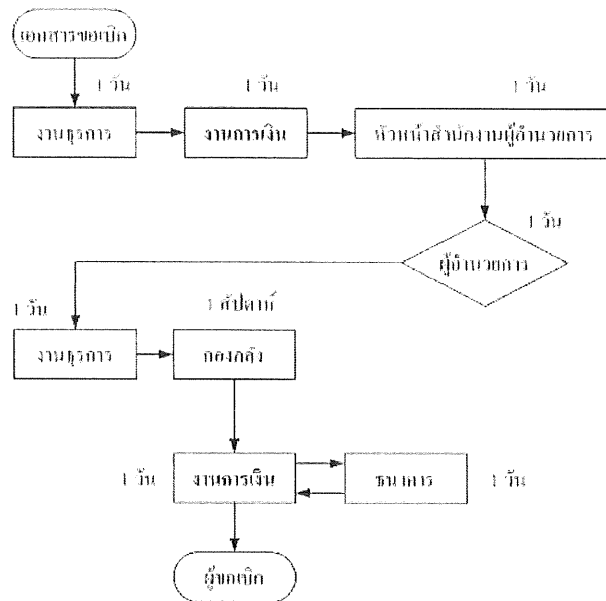 เอกสารขอเบิก
1 วัน
1 วัน
1 วัน
งานธุรการ
งานการเงิน
หัวหน้าสำนักงานผู้อำนวยการ
1 วัน
ผู้อำนวยการ
1 วัน
1 สัปดาห์
งานธุรการ
กองคลัง
1 วัน
งานการเงิน
ธนาคาร
1 วัน
ผู้ขอเบิก